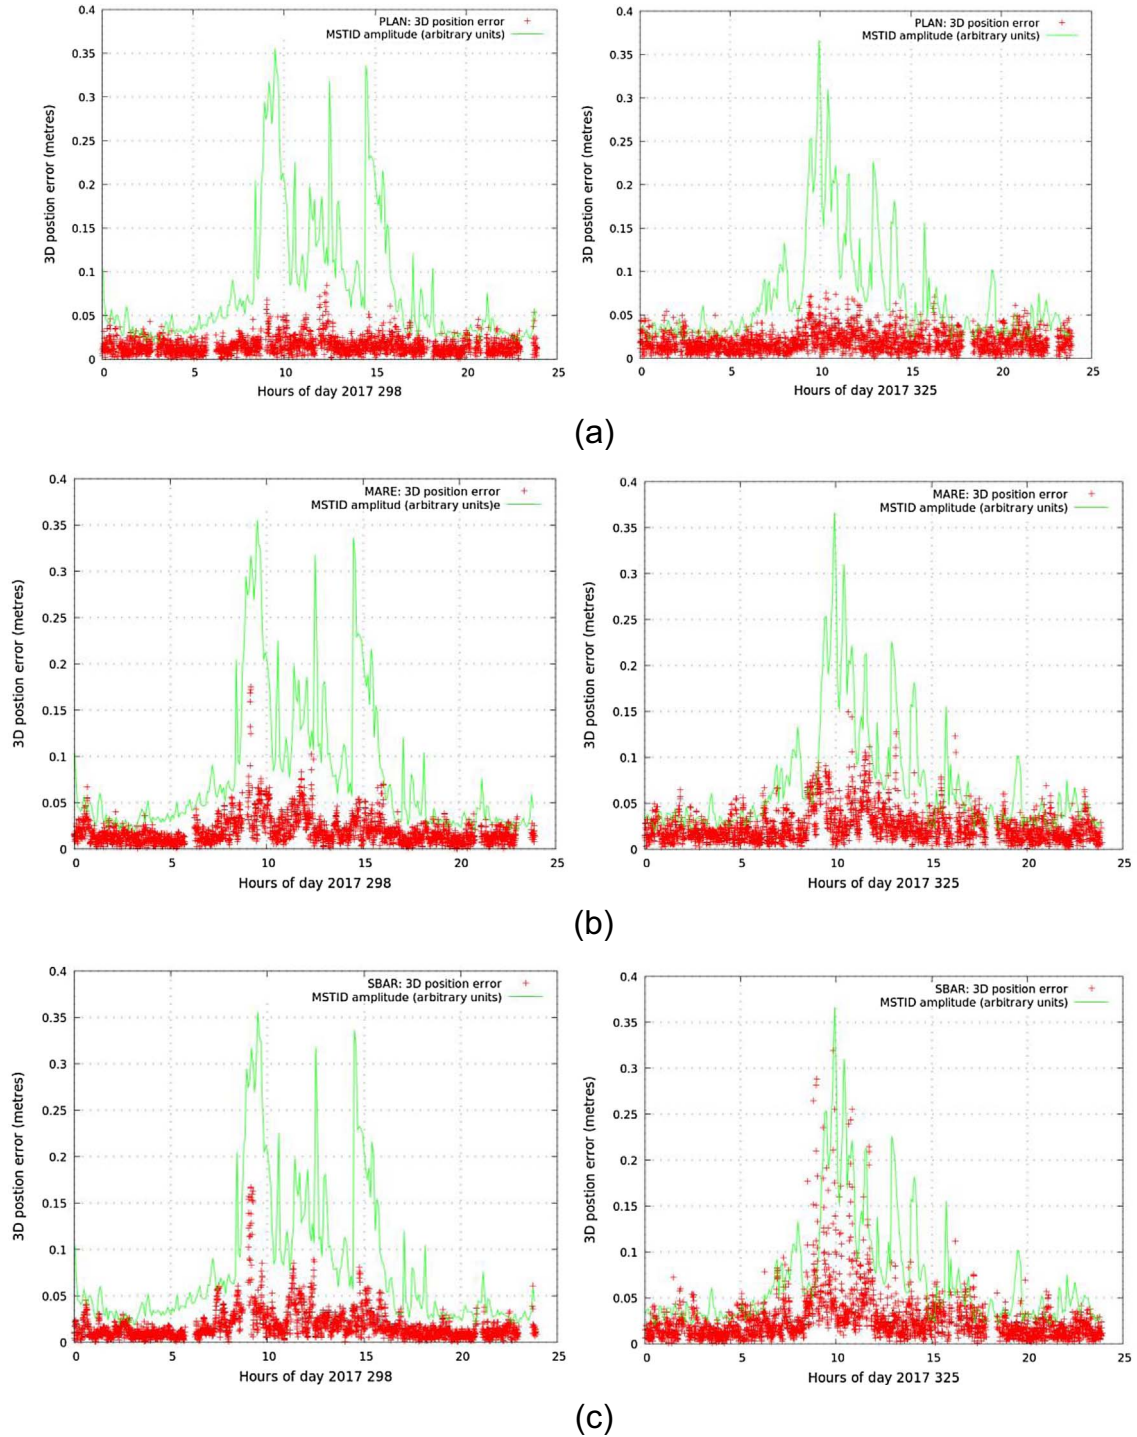 PLAN: 3D position error
MSTID amplitude (arbitrary units)
3D postion error (metres)
0.4
0.35
0.3
0.25
0.2
0.15
0.1
0.05
0
0 5 10 15 20 25
Hours of day 2017 298
PLAN: 3D position error
MSTID amplitude (arbitrary units)
3D postion error (metres)
0.4
0.35
0.3
0.25
0.2
0.15
0.1
0.05
0
0 5 10 15 20 25
Hours of day 2017 325
(a)
MARE: 3D position error
MSTID amplitud (arbitrary units)e
3D postion error (metres)
0.4
0.35
0.3
0.25
0.2
0.15
0.1
0.05
0
0 5 10 15 20 25
Hours of day 2017 298
MARE: 3D position error
MSTID amplitude (arbitrary units)
3D postion error (metres)
0.4
0.35
0.3
0.25
0.2
0.15
0.1
0.05
0
0 5 10 15 20 25
Hours of day 2017 325
(b)
SBAR: 3D position error
MSTID amplitude (arbitrary units)
3D postion error (metres)
0.4
0.35
0.3
0.25
0.2
0.15
0.1
0.05
0
0 5 10 15 20 25
Hours of day 2017 298
SBAR: 3D position error
MSTID amplitude (arbitrary units)
3D postion error (metres)
0.4
0.35
0.3
0.25
0.2
0.15
0.1
0.05
0
0 5 10 15 20 25
Hours of day 2017 325
(c)